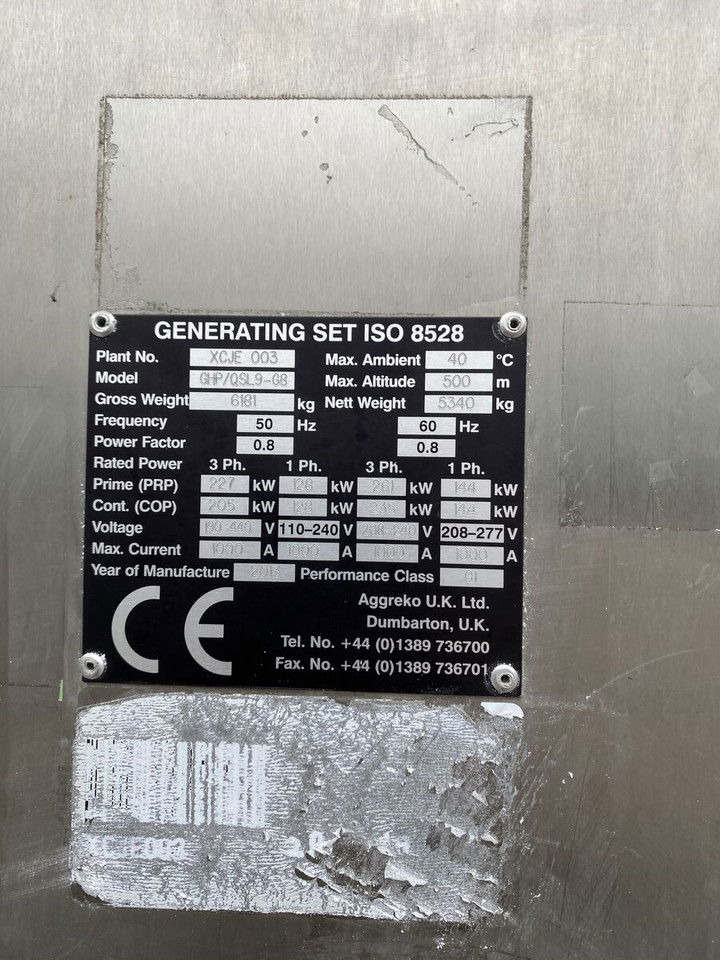 GENERATING SET ISO 8528
Plant No. XCJE 003 Max. Ambient 40 °C
Model GHP/QSL9-G8 Max. Altitude 500 m
Gross Weight 6181 kg Nett Weight 5340 kg
Frequency 50 Hz 60 Hz
Power Factor 0.8 0.8
Rated Power 3 Ph. 1 Ph. 3 Ph. 1 Ph.
Prime (PRP) 227 kW 128 kW 261 kW 144 kW
Cont. (COP) 205 kW 128 kW 235 kW 144 kW
Voltage 190-440 V 110–240 V 208-240 V 208–277 V
Max. Current 1000 A 1000 A 1000 A 1000 A
Year of Manufacture Performance Class G1
CE
Aggreko U.K. Ltd.
Dumbarton, U.K.
Tel. No. +44 (0)1389 736700
Fax. No. +44 (0)1389 736701